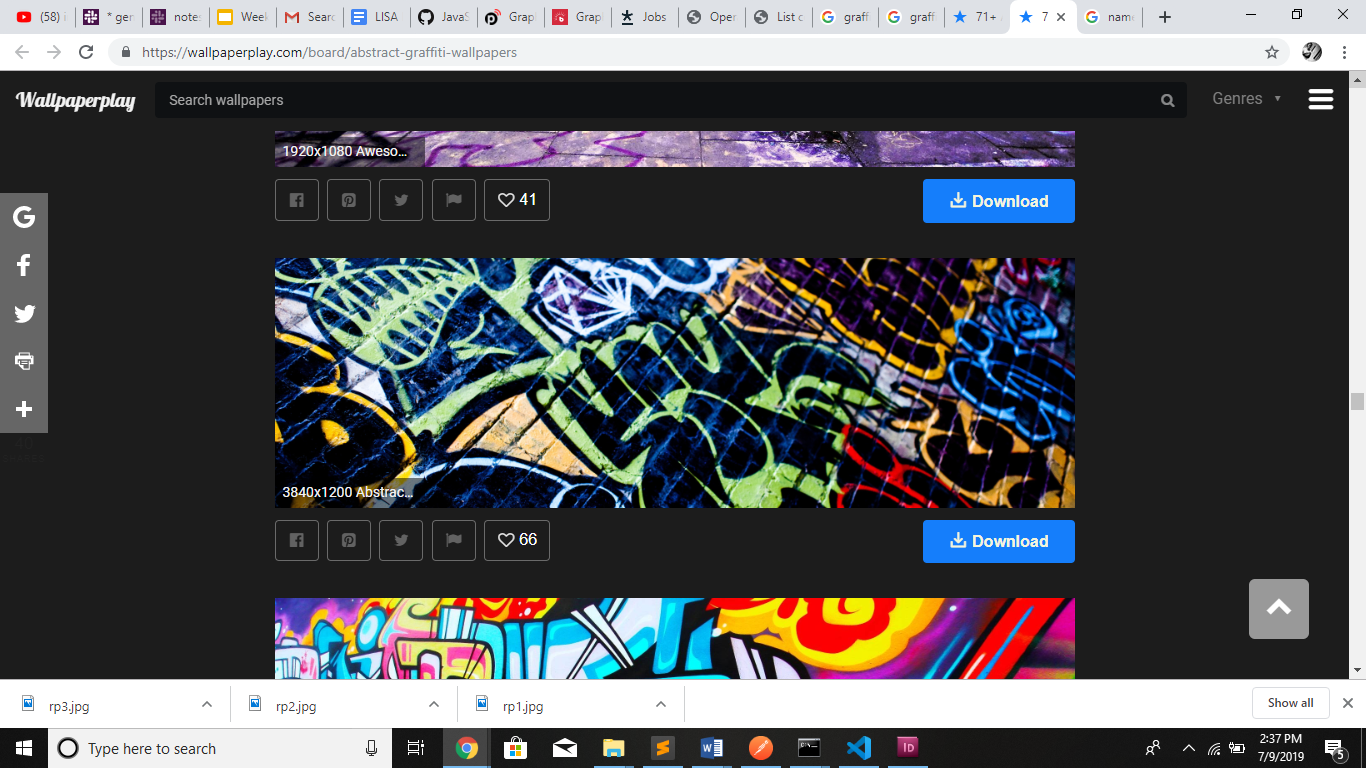 (58) i
* ger
notes
Week
Searc
LISA
JavaS
Grap
Grap
Jobs
Oper
List c
graff
graff
71+
7
name
https://wallpaperplay.com/board/abstract-graffiti-wallpapers
Wallpaperplay
Search wallpapers
Genres
1920x1080 Aweso...
41
Download
3840x1200 Abstrac...
66
Download
rp3.jpg
rp2.jpg
rp1.jpg
Show all
Type here to search
2:37 PM
7/9/2019
5